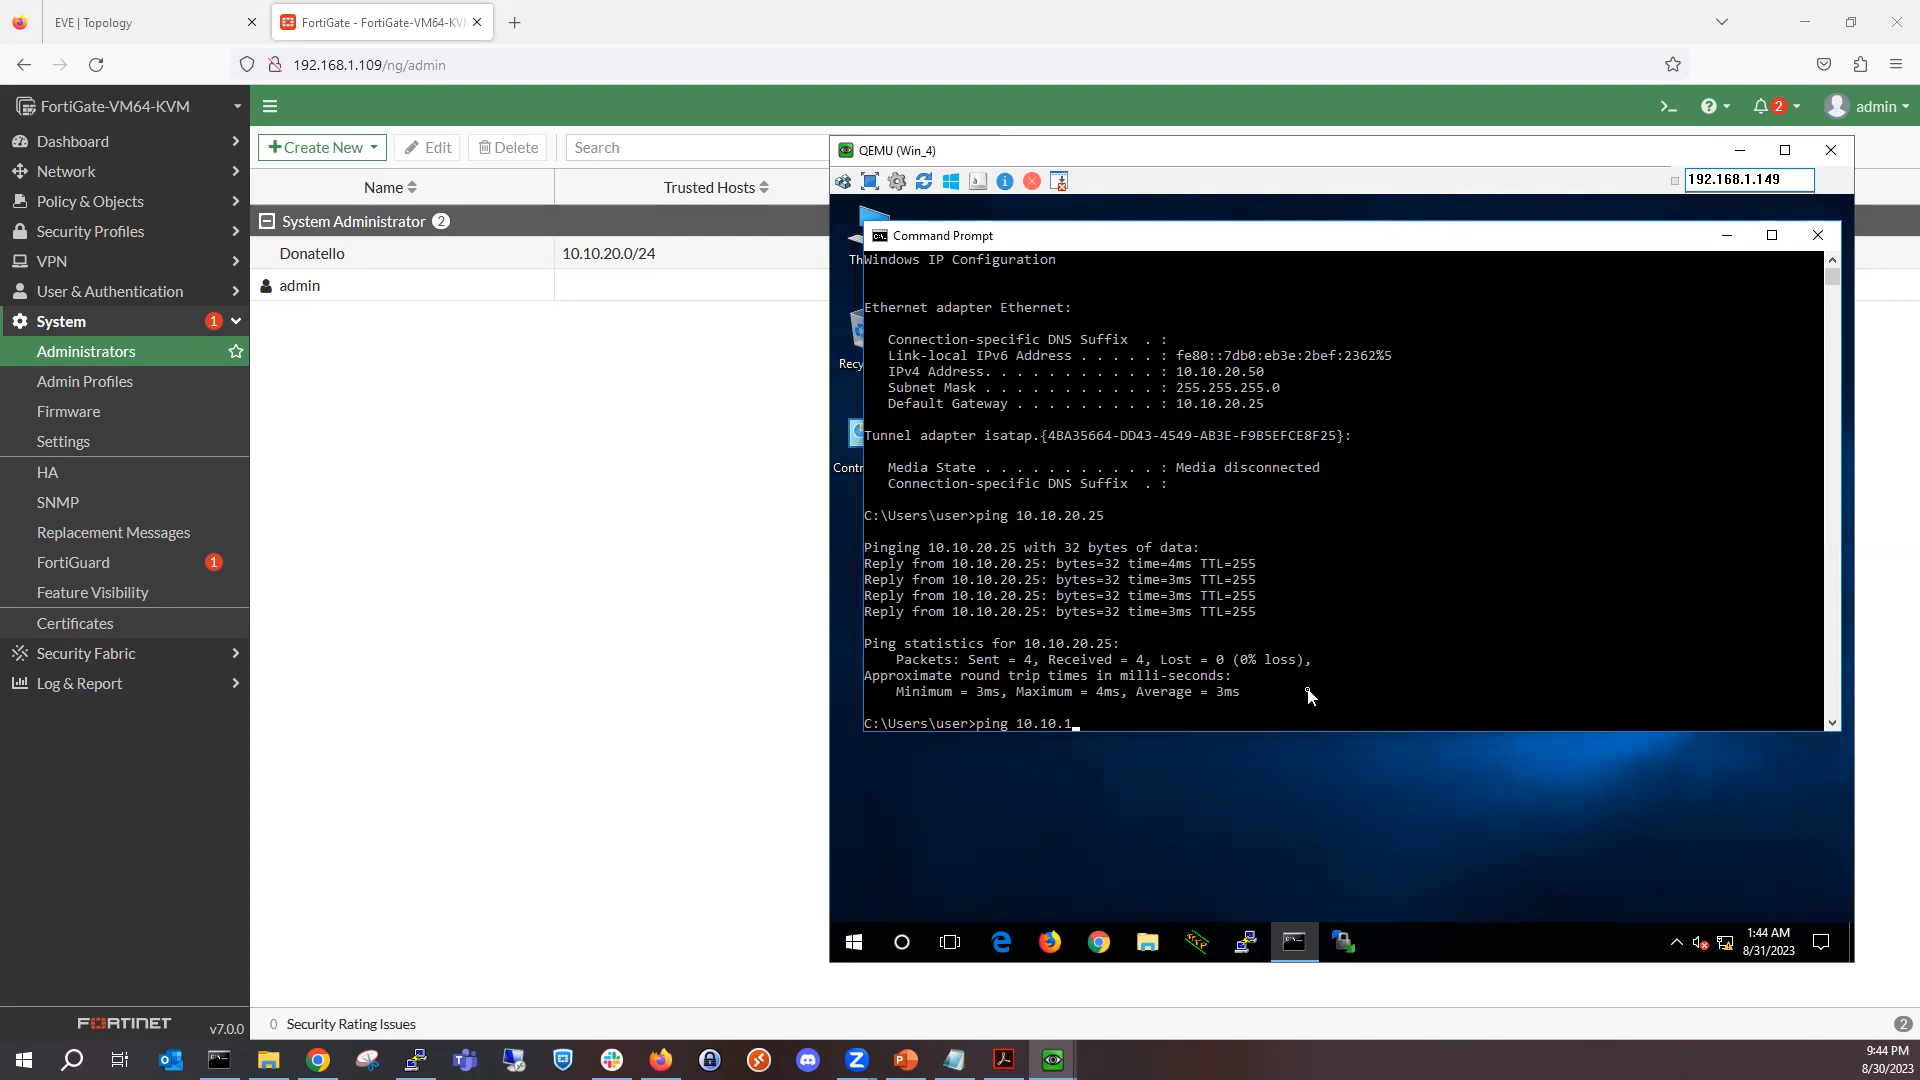 EVE | Topology
FortiGate - FortiGate-VM64-KV
192.168.1.109/ng/admin
FortiGate-VM64-KVM
2
admin
Dashboard
Network
Policy & Objects
Security Profiles
VPN
User & Authentication
System
1
Administrators
Admin Profiles
Firmware
Settings
HA
SNMP
Replacement Messages
FortiGuard
1
Feature Visibility
Certificates
Security Fabric
Log & Report
FORTINET
v7.0.0
Create New
Edit
Delete
Search
Name
Trusted Hosts
System Administrator 2
Donatello
10.10.20.0/24
admin
0 Security Rating Issues
2
QEMU (Win_4)
192.168.1.149
Th
Recy
Contr
Command Prompt
Windows IP Configuration
Ethernet adapter Ethernet:
Connection-specific DNS Suffix . :
Link-local IPv6 Address . . . . . : fe80::7db0:eb3e:2bef:2362%5
IPv4 Address. . . . . . . . . . . : 10.10.20.50
Subnet Mask . . . . . . . . . . . : 255.255.255.0
Default Gateway . . . . . . . . . : 10.10.20.25
Tunnel adapter isatap.{4BA35664-DD43-4549-AB3E-F9B5EFCE8F25}:
Media State . . . . . . . . . . . : Media disconnected
Connection-specific DNS Suffix . :
C:\Users\user>ping 10.10.20.25
Pinging 10.10.20.25 with 32 bytes of data:
Reply from 10.10.20.25: bytes=32 time=4ms TTL=255
Reply from 10.10.20.25: bytes=32 time=3ms TTL=255
Reply from 10.10.20.25: bytes=32 time=3ms TTL=255
Reply from 10.10.20.25: bytes=32 time=3ms TTL=255
Ping statistics for 10.10.20.25:
Packets: Sent = 4, Received = 4, Lost = 0 (0% loss),
Approximate round trip times in milli-seconds:
Minimum = 3ms, Maximum = 4ms, Average = 3ms
C:\Users\user>ping 10.10.1_
1:44 AM
8/31/2023
9:44 PM
8/30/2023